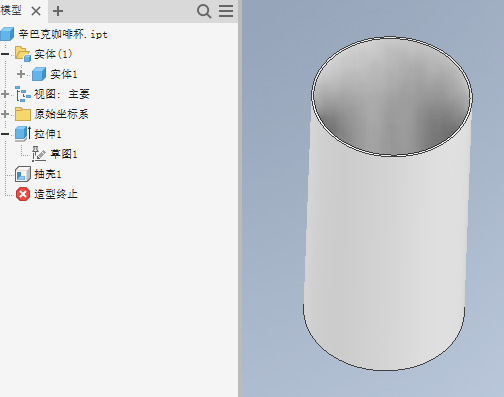 模型
辛巴克咖啡杯.ipt
实体(1)
实体1
视图: 主要
原始坐标系
拉伸1
草图1
抽壳1
造型终止